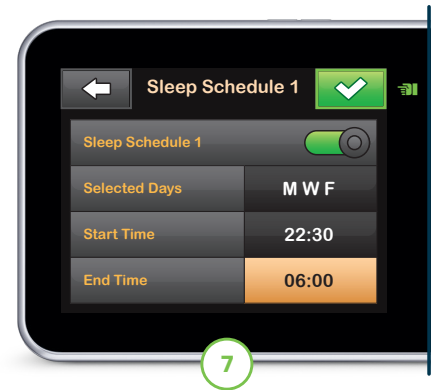 Sleep Schedule 1
Sleep Schedule 1
Selected Days M W F
Start Time 22:30
End Time 06:00
7